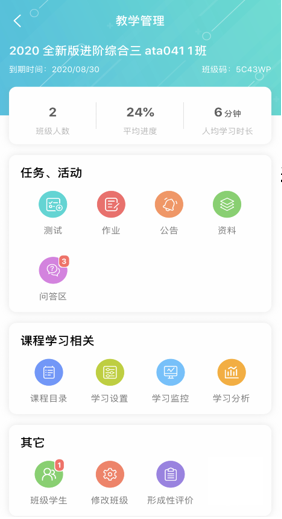 教学管理
2020 全新版进阶综合三 ata041 1班
到期时间：2020/08/30 班级码：5C43WP
2 24% 6 分钟
班级人数 平均进度 人均学习时长
任务、活动
测试 作业 公告 资料
3
问答区
课程学习相关
课程目录 学习设置 学习监控 学习分析
其它
1
班级学生 修改班级 形成性评价